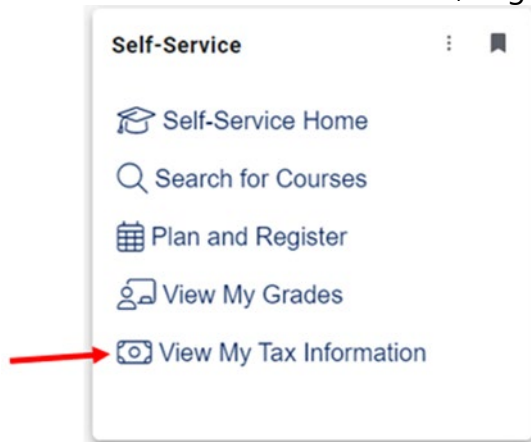 Self-Service
Self-Service Home
Search for Courses
Plan and Register
View My Grades
View My Tax Information